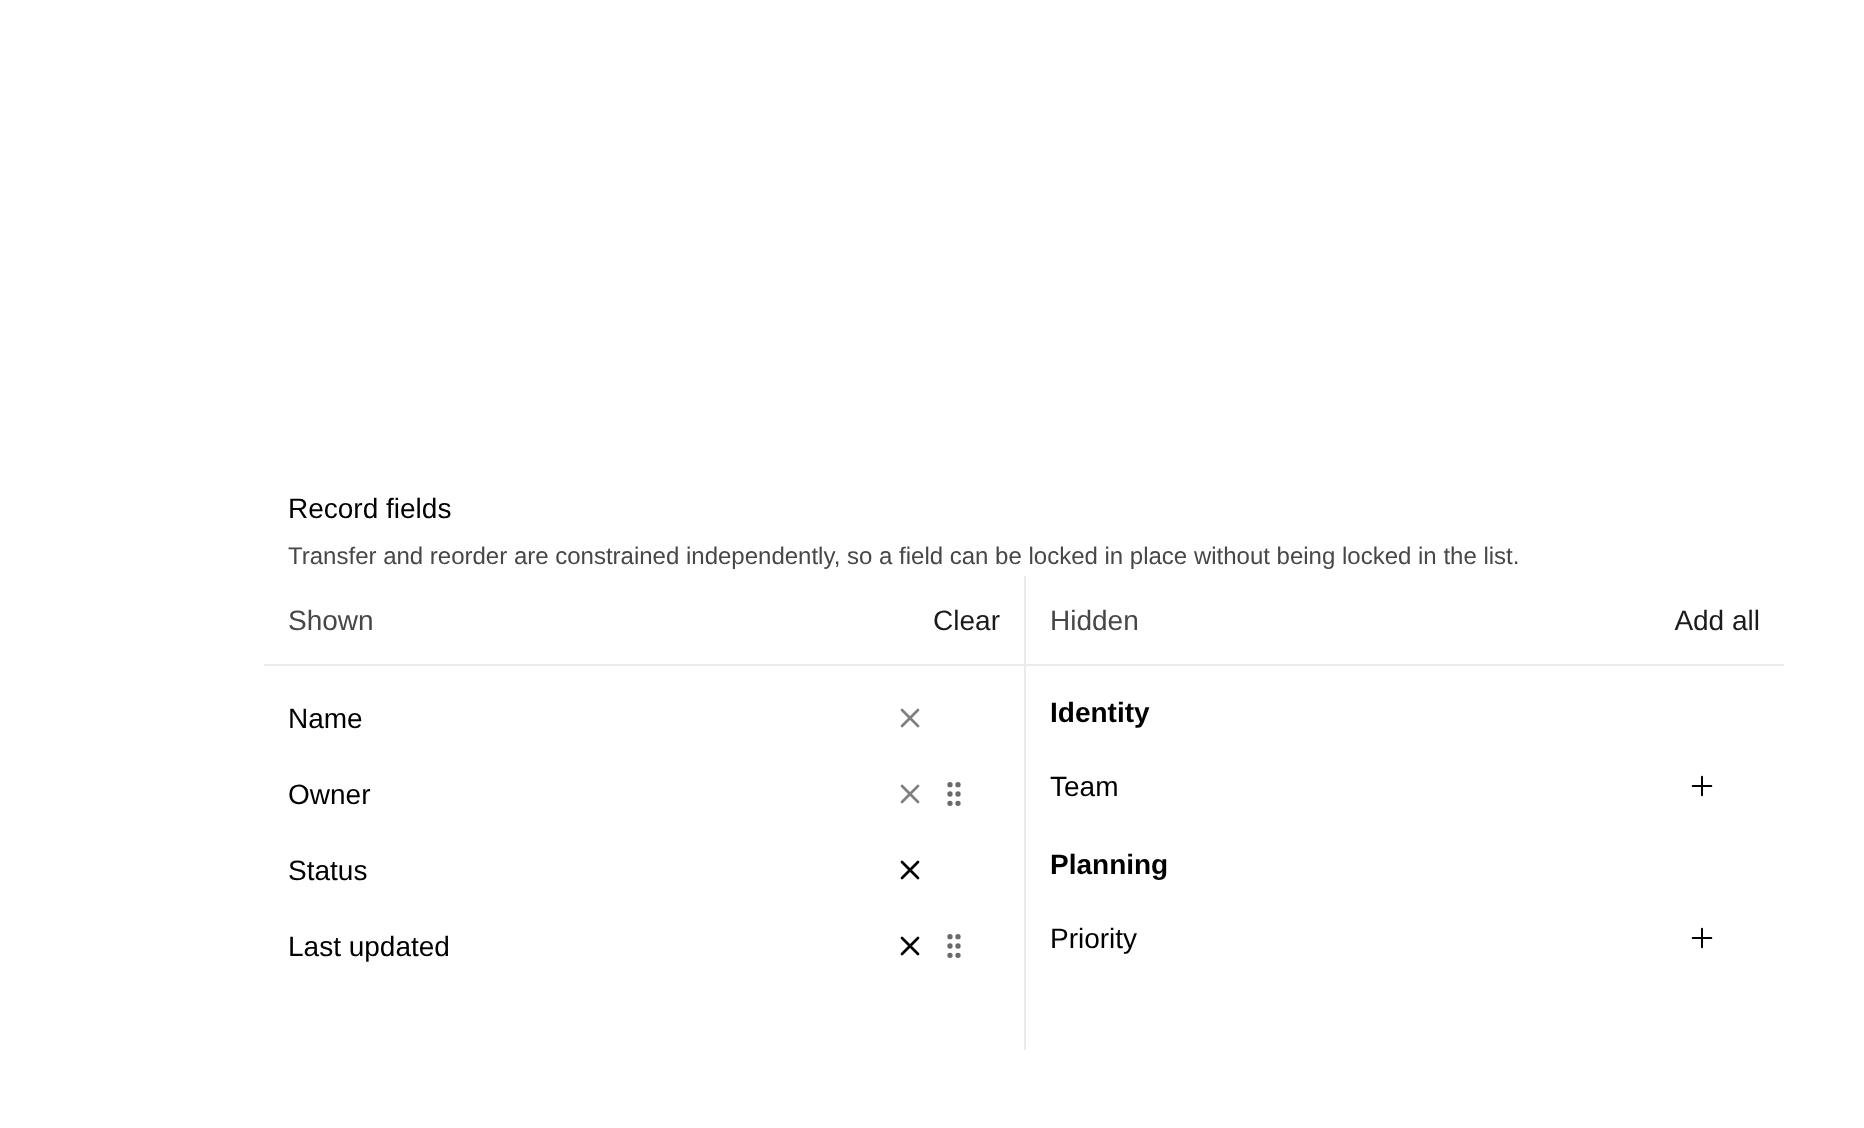 Record fields
Transfer and reorder are constrained independently, so a field can be locked in place without being locked in the list.
Shown
Clear
Name
Owner
Status
Last updated
Hidden
Add all
Identity
Team
Planning
Priority